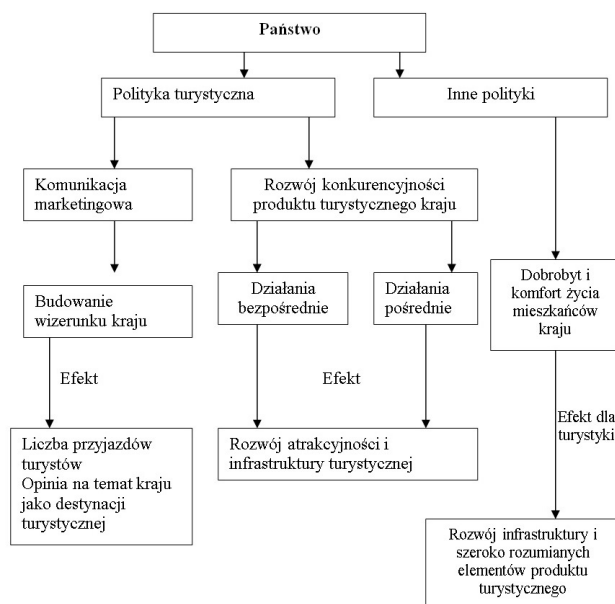 Państwo
Polityka turystyczna
Inne polityki
Komunikacja
marketingowa
Rozwój konkurencyjności
produktu turystycznego kraju
Budowanie
wizerunku kraju
Działania
bezpośrednie
Działania
pośrednie
Dobrobyt i
komfort życia
mieszkańców
kraju
Efekt
Efekt
Efekt dla
turystyki
Liczba przyjazdów
turystów
Opinia na temat kraju
jako destynacji
turystycznej
Rozwój atrakcyjności i
infrastruktury turystycznej
Rozwój infrastruktury i
szeroko rozumianych
elementów produktu
turystycznego